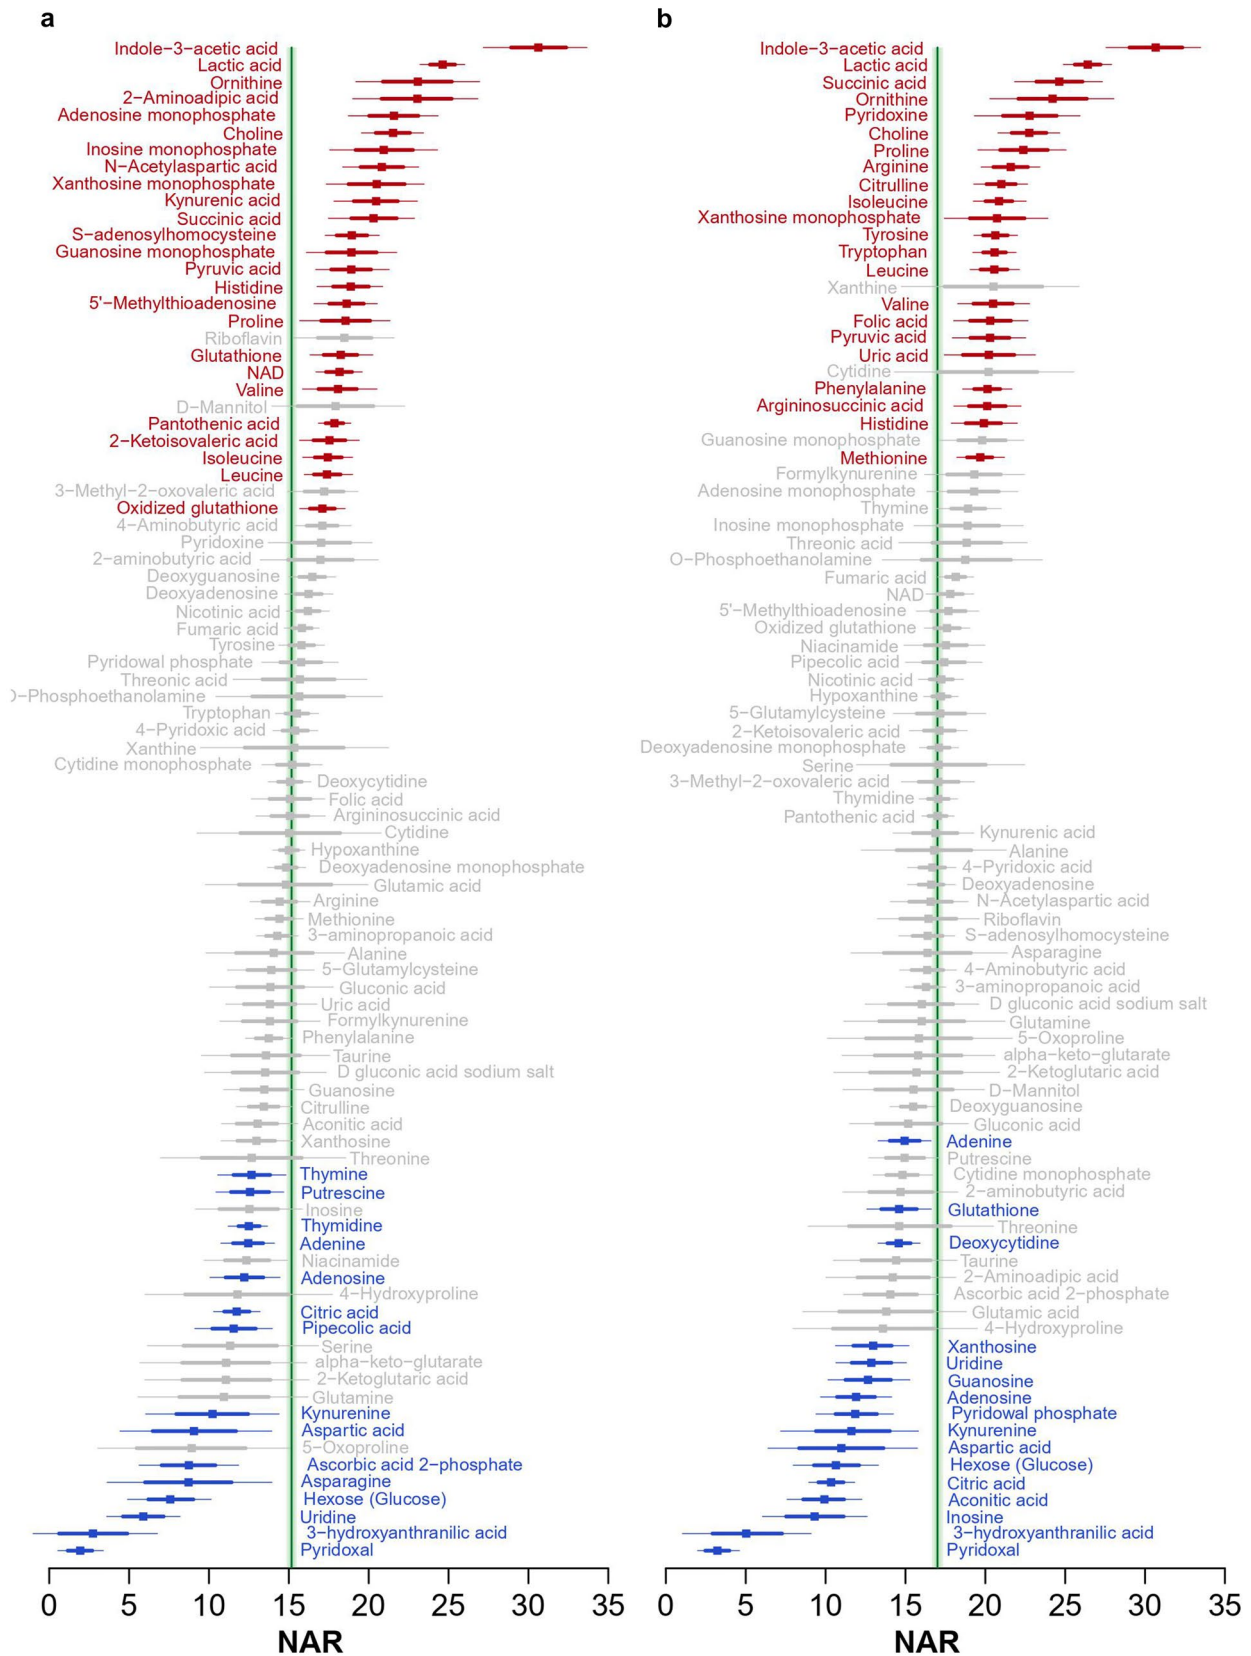 a
Indole−3−acetic acid
Lactic acid
Ornithine
2−Aminoadipic acid
Adenosine monophosphate
Choline
Inosine monophosphate
N−Acetylaspartic acid
Xanthosine monophosphate
Kynurenic acid
Succinic acid
S−adenosylhomocysteine
Guanosine monophosphate
Pyruvic acid
Histidine
5'−Methylthioadenosine
Proline
Riboflavin
Glutathione
NAD
Valine
D−Mannitol
Pantothenic acid
2−Ketoisovaleric acid
Isoleucine
Leucine
3−Methyl−2−oxovaleric acid
Oxidized glutathione
4−Aminobutyric acid
Pyridoxine
2−aminobutyric acid
Deoxyguanosine
Deoxyadenosine
Nicotinic acid
Fumaric acid
Tyrosine
Pyridowal phosphate
Threonic acid
O−Phosphoethanolamine
Tryptophan
4−Pyridoxic acid
Xanthine
Cytidine monophosphate
Deoxycytidine
Folic acid
Argininosuccinic acid
Cytidine
Hypoxanthine
Deoxyadenosine monophosphate
Glutamic acid
Arginine
Methionine
3−aminopropanoic acid
Alanine
5−Glutamylcysteine
Gluconic acid
Uric acid
Formylkynurenine
Phenylalanine
Taurine
D gluconic acid sodium salt
Guanosine
Citrulline
Aconitic acid
Xanthosine
Threonine
Thymine
Putrescine
Inosine
Thymidine
Adenine
Niacinamide
Adenosine
4−Hydroxyproline
Citric acid
Pipecolic acid
Serine
alpha−keto−glutarate
2−Ketoglutaric acid
Glutamine
Kynurenine
Aspartic acid
5−Oxoproline
Ascorbic acid 2−phosphate
Asparagine
Hexose (Glucose)
Uridine
3−hydroxyanthranilic acid
Pyridoxal
0 5 10 15 20 25 30 35
NAR
b
Indole−3−acetic acid
Lactic acid
Succinic acid
Ornithine
Pyridoxine
Choline
Proline
Arginine
Citrulline
Isoleucine
Xanthosine monophosphate
Tyrosine
Tryptophan
Leucine
Xanthine
Valine
Folic acid
Pyruvic acid
Uric acid
Cytidine
Phenylalanine
Argininosuccinic acid
Histidine
Guanosine monophosphate
Methionine
Formylkynurenine
Adenosine monophosphate
Thymine
Inosine monophosphate
Threonic acid
O−Phosphoethanolamine
Fumaric acid
NAD
5'−Methylthioadenosine
Oxidized glutathione
Niacinamide
Pipecolic acid
Nicotinic acid
Hypoxanthine
5−Glutamylcysteine
2−Ketoisovaleric acid
Deoxyadenosine monophosphate
Serine
3−Methyl−2−oxovaleric acid
Thymidine
Pantothenic acid
Kynurenic acid
Alanine
4−Pyridoxic acid
Deoxyadenosine
N−Acetylaspartic acid
Riboflavin
S−adenosylhomocysteine
Asparagine
4−Aminobutyric acid
3−aminopropanoic acid
D gluconic acid sodium salt
Glutamine
5−Oxoproline
alpha−keto−glutarate
2−Ketoglutaric acid
D−Mannitol
Deoxyguanosine
Gluconic acid
Adenine
Putrescine
Cytidine monophosphate
2−aminobutyric acid
Glutathione
Threonine
Deoxycytidine
Taurine
2−Aminoadipic acid
Ascorbic acid 2−phosphate
Glutamic acid
4−Hydroxyproline
Xanthosine
Uridine
Guanosine
Adenosine
Pyridowal phosphate
Kynurenine
Aspartic acid
Hexose (Glucose)
Citric acid
Aconitic acid
Inosine
3−hydroxyanthranilic acid
Pyridoxal
0 5 10 15 20 25 30 35
NAR